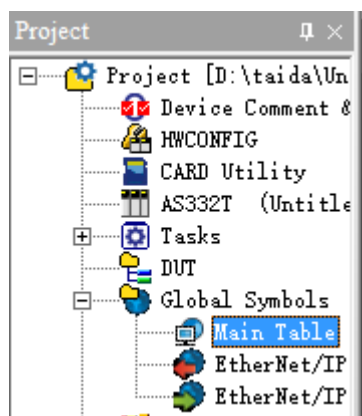 Project
Project [D:\taida\Un
Device Comment &
HWCONFIG
CARD Utility
AS332T (Untitle
Tasks
DUT
Global Symbols
Main Table
EtherNet/IP
EtherNet/IP